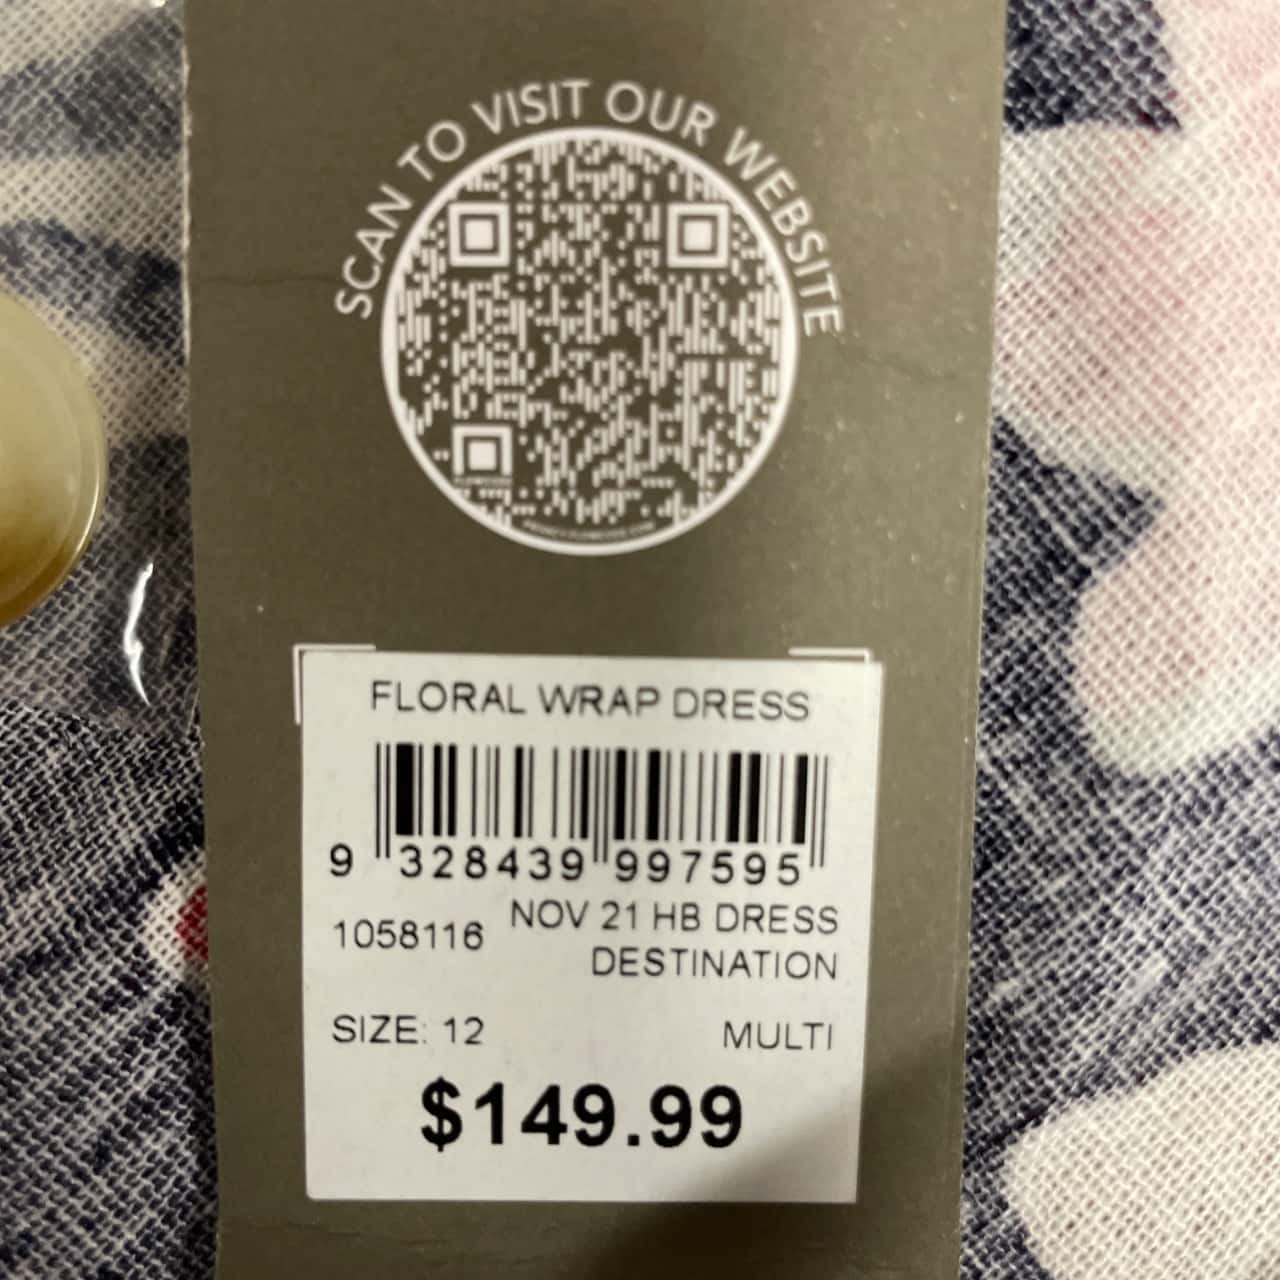 SCAN TO VISIT OUR WEBSITE
FLORAL WRAP DRESS
9 328439 997595
1058116
NOV 21 HB DRESS
DESTINATION
SIZE: 12
MULTI
$149.99